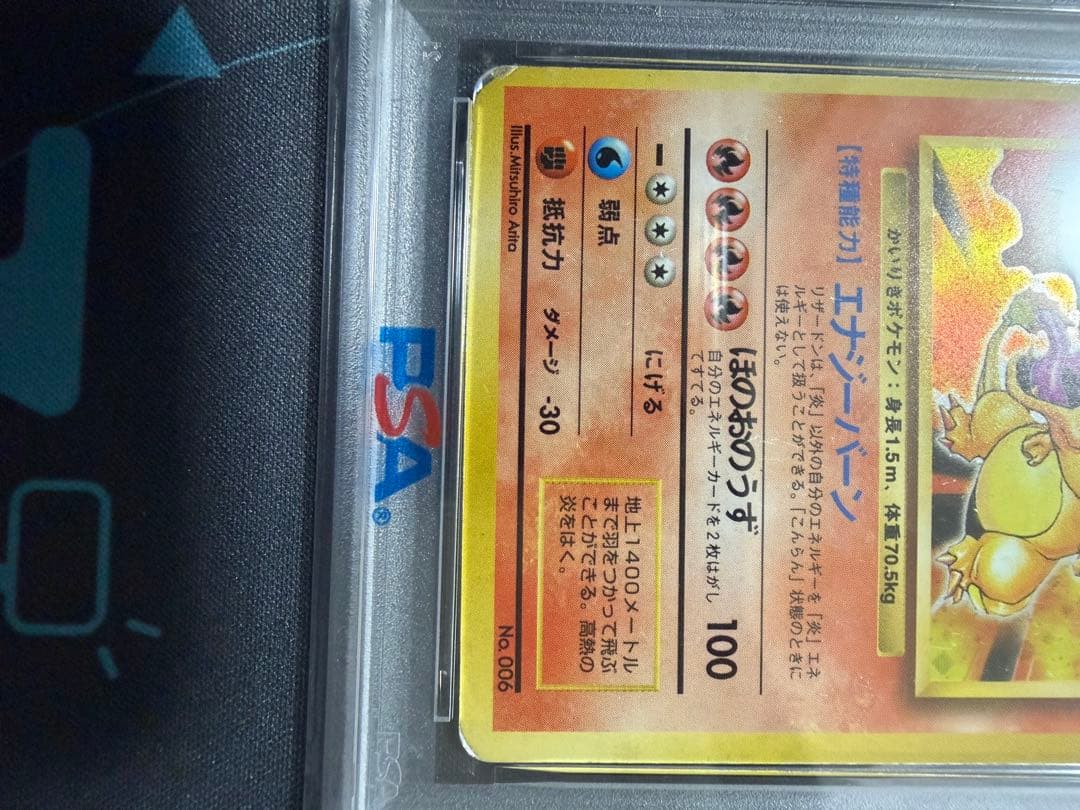 かいりきポケモン：身長1.5m、体重70.5kg
【特種能力】エナジーバーン
リザードンは、「炎」以外の自分のエネルギーを「炎」エネ
ルギーとして扱うことができる。「こんらん」状態のときに
は使えない。
ほのおのうず 100
自分のエネルギーカードを2枚はがし
てすてる。
にげる
弱点
抵抗力 ダメージ -30
地上1400メートル
まで羽をつかって飛ぶ
ことができる。高熱の
炎をはく。
Illus.Mitsuhiro Arita
No. 006
PSA®
PSA